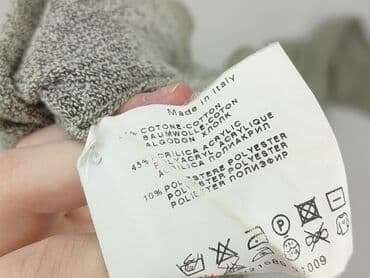 Made in Italy
% COTONE-COTTON
BAUMWOLLE-COTON
ALGODON ХЛОПК
45% ACRILICA ACRYLIC
POLYACRYL ACRYLIQUE
ACRILICA ПОЛИАКРИЛ
10% POLIESTERE POLYESTER
POLYESTER POLYESTER
POLIESTER ПОЛИЭФИР
P